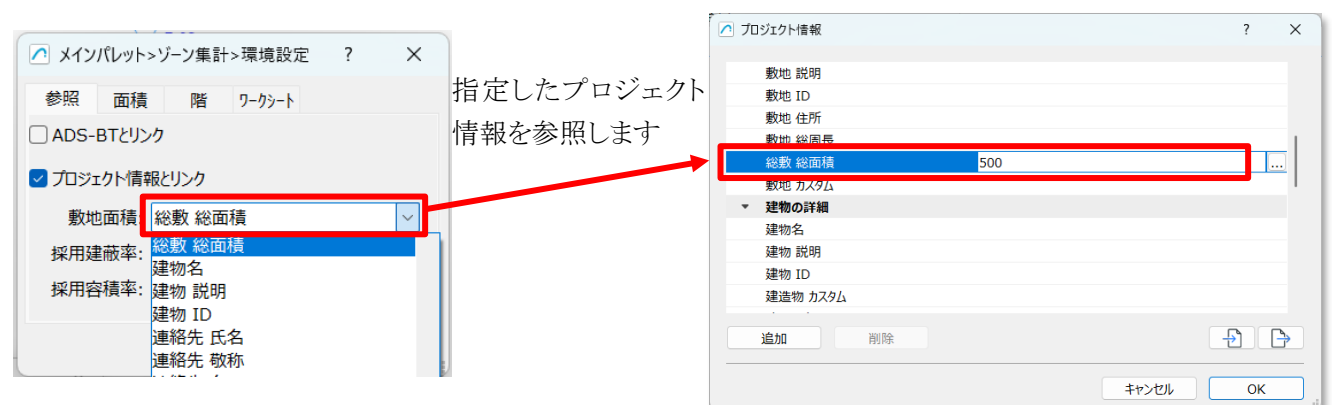 メインパレット>ゾーン集計>環境設定 ? ×
参照 面積 階 ワークシート
ADS-BTとリンク
プロジェクト情報とリンク
敷地面積: 総敷 総面積
総敷 総面積
採用建蔽率:
建物名
採用容積率:
建物 説明
建物 ID
連絡先 氏名
連絡先 敬称
指定したプロジェクト
情報を参照します
プロジェクト情報 ? ×
敷地 説明
敷地 ID
敷地 住所
敷地 総周長
総敷 総面積 500 ...
敷地 カスタム
建物の詳細
建物名
建物 説明
建物 ID
建造物 カスタム
追加 削除
キャンセル OK